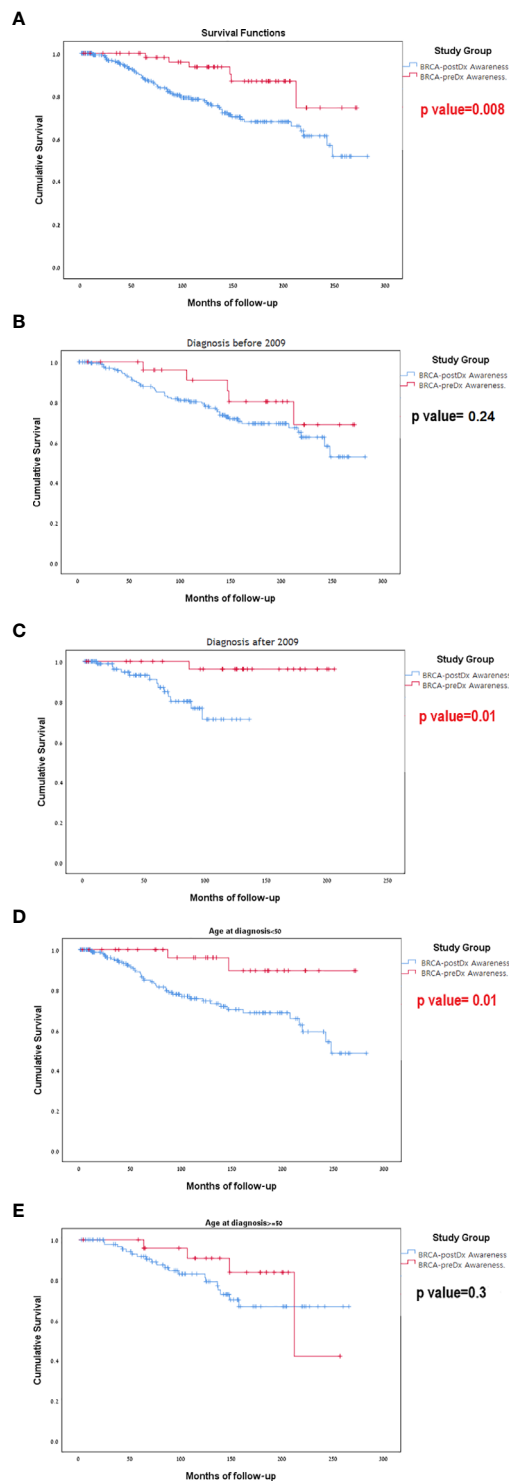 A
Survival Functions
Study Group
BRCA-postDx Awareness
BRCA-preDx Awareness.
p value=0.008
Cumulative Survival
1.0
0.8
0.6
0.4
0.2
0.0
0 50 100 150 200 250 300
Months of follow-up
B
Diagnosis before 2009
Study Group
BRCA-postDx Awareness
BRCA-preDx Awareness.
p value= 0.24
Cumulative Survival
1.0
0.8
0.6
0.4
0.2
0.0
0 50 100 150 200 250 300
Months of follow-up
C
Diagnosis after 2009
Study Group
BRCA-postDx Awareness
BRCA-preDx Awareness.
p value=0.01
Cumulative Survival
1.0
0.8
0.6
0.4
0.2
0.0
0 50 100 150 200 250
Months of follow-up
D
Age at diagnosis<50
Study Group
BRCA-postDx Awareness
BRCA-preDx Awareness.
p value= 0.01
Cumulative Survival
1.0
0.8
0.6
0.4
0.2
0.0
0 50 100 150 200 250 300
Months of follow-up
E
Age at diagnosis>=50
Study Group
BRCA-postDx Awareness
BRCA-preDx Awareness.
p value=0.3
Cumulative Survival
1.0
0.8
0.6
0.4
0.2
0.0
0 50 100 150 200 250 300
Months of follow-up